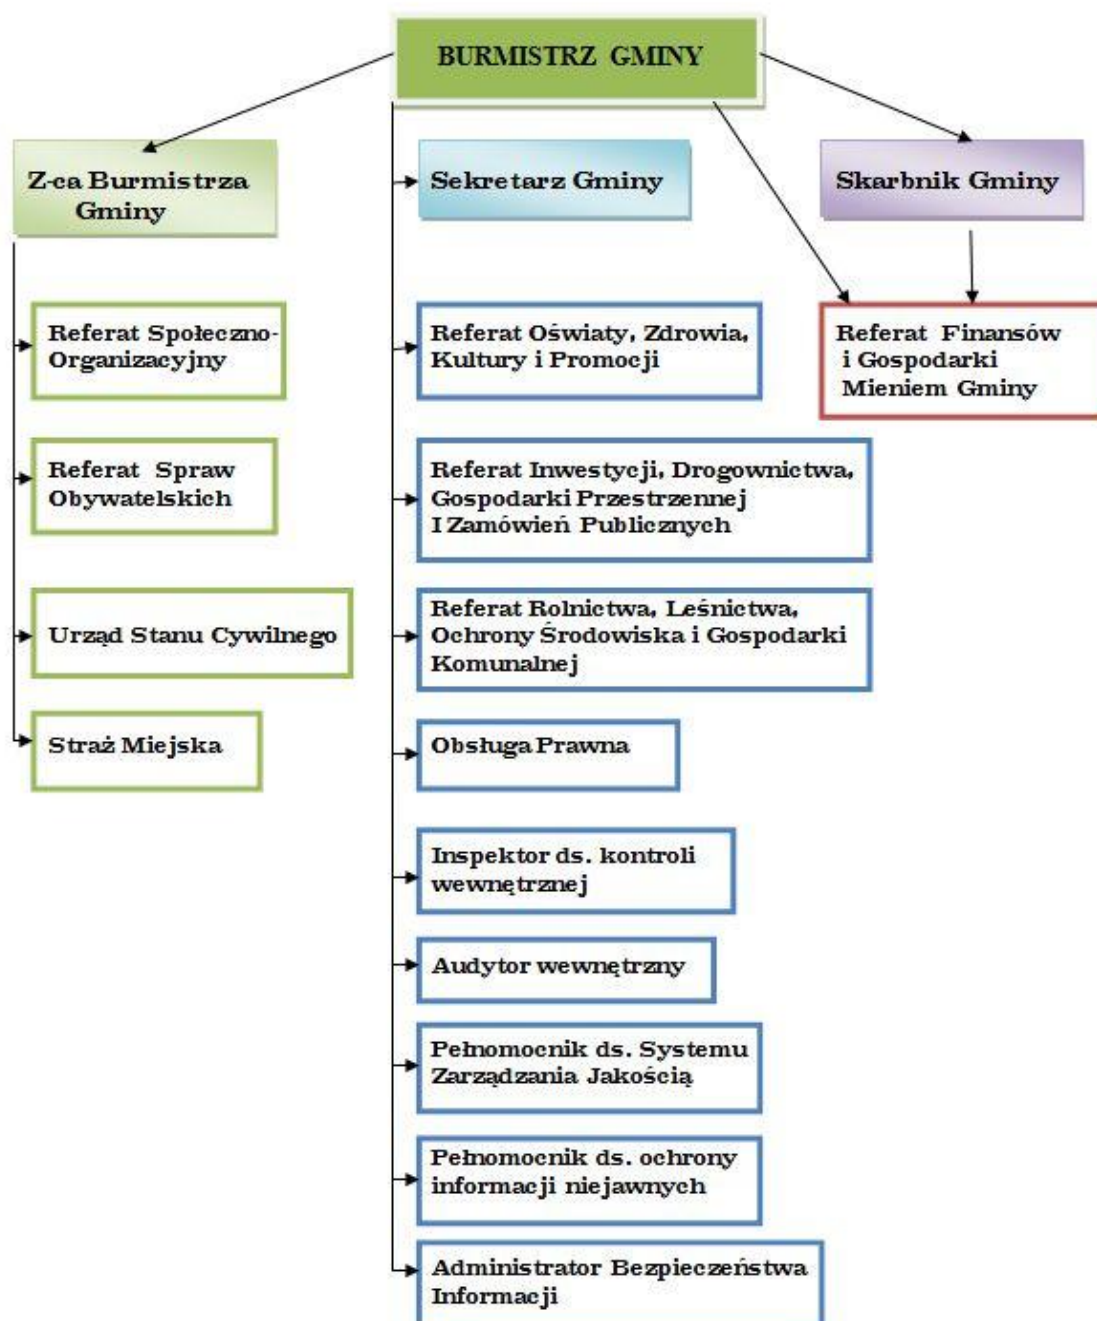 BURMISTRZ GMINY
Z-ca Burmistrza
Gminy
Sekretarz Gminy
Skarbnik Gminy
Referat Społeczno-
Organizacyjny
Referat Spraw
Obywatelskich
Urząd Stanu Cywilnego
Straż Miejska
Referat Oświaty, Zdrowia,
Kultury i Promocji
Referat Inwestycji, Drogownictwa,
Gospodarki Przestrzennej
I Zamówień Publicznych
Referat Rolnictwa, Leśnictwa,
Ochrony Środowiska i Gospodarki
Komunalnej
Obsługa Prawna
Inspektor ds. kontroli
wewnętrznej
Audytor wewnętrzny
Pełnomocnik ds. Systemu
Zarządzania Jakością
Pełnomocnik ds. ochrony
informacji niejawnych
Administrator Bezpieczeństwa
Informacji
Referat Finansów
i Gospodarki
Mieniem Gminy